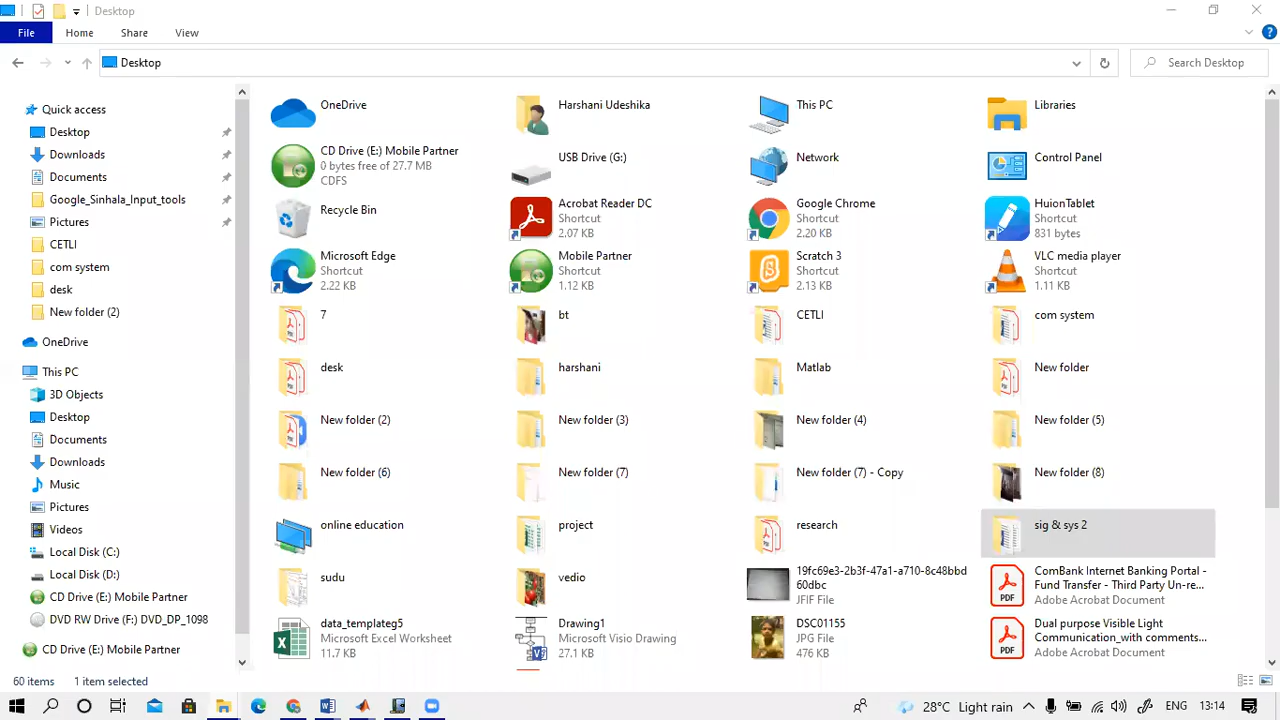 Desktop
File
Home
Share
View
Desktop
Search Desktop
Quick access
Desktop
Downloads
Documents
Google_Sinhala_Input_tools
Pictures
CETLI
com system
desk
New folder (2)
OneDrive
This PC
3D Objects
Desktop
Documents
Downloads
Music
Pictures
Videos
Local Disk (C:)
Local Disk (D:)
CD Drive (E:) Mobile Partner
DVD RW Drive (F:) DVD_DP_1098
CD Drive (E:) Mobile Partner
OneDrive
Harshani Udeshika
This PC
Libraries
CD Drive (E:) Mobile Partner
0 bytes free of 27.7 MB
CDFS
USB Drive (G:)
Network
Control Panel
Recycle Bin
Acrobat Reader DC
Shortcut
2.07 KB
Google Chrome
Shortcut
2.20 KB
HuionTablet
Shortcut
831 bytes
Microsoft Edge
Shortcut
2.22 KB
Mobile Partner
Shortcut
1.12 KB
Scratch 3
Shortcut
2.13 KB
VLC media player
Shortcut
1.11 KB
7
bt
CETLI
com system
desk
harshani
Matlab
New folder
New folder (2)
New folder (3)
New folder (4)
New folder (5)
New folder (6)
New folder (7)
New folder (7) - Copy
New folder (8)
online education
project
research
sig & sys 2
sudu
vedio
19fc69e3-2b3f-47a1-a710-8c48bbd
60dbc
JFIF File
PDF
ComBank Internet Banking Portal -
Fund Transfer - Third Party Un-re...
Adobe Acrobat Document
data_templateg5
Microsoft Excel Worksheet
11.7 KB
Drawing1
Microsoft Visio Drawing
27.1 KB
DSC01155
JPG File
476 KB
PDF
Dual purpose Visible Light
Communication_with comments...
Adobe Acrobat Document
60 items
1 item selected
28°C Light rain
ENG
13:14